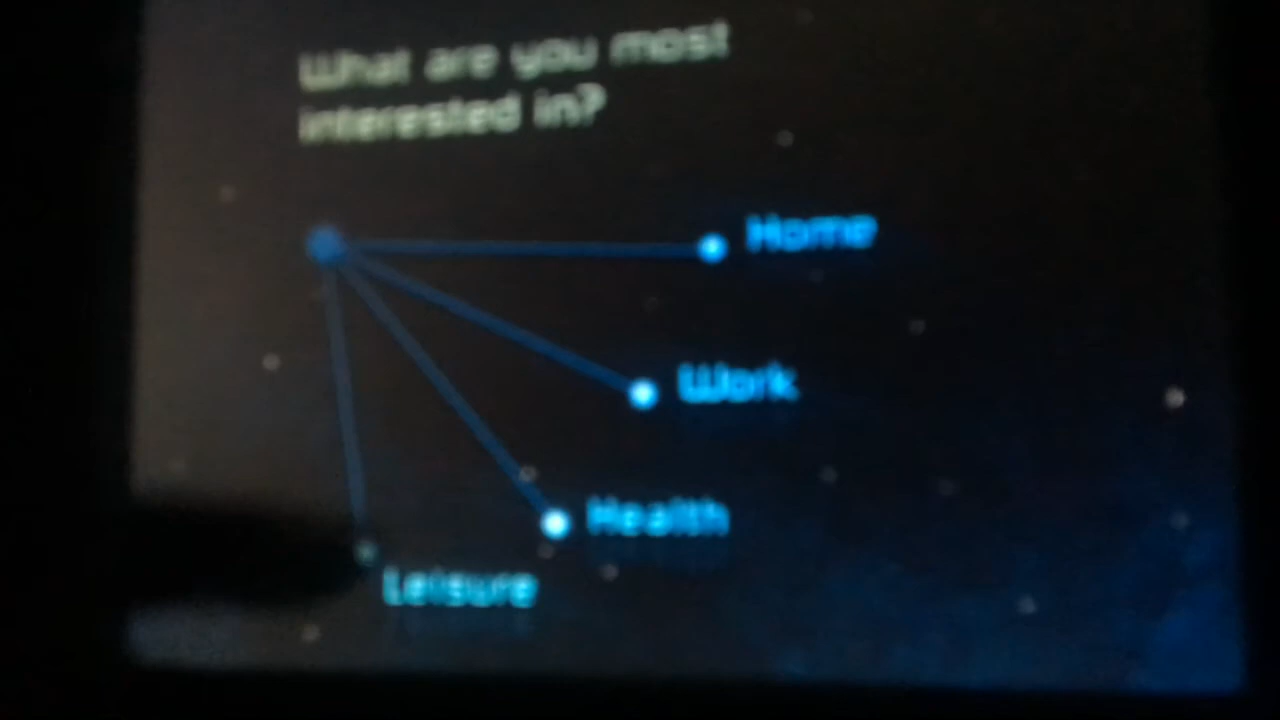 What are you most
interested in?
Home
Work
Health
Leisure